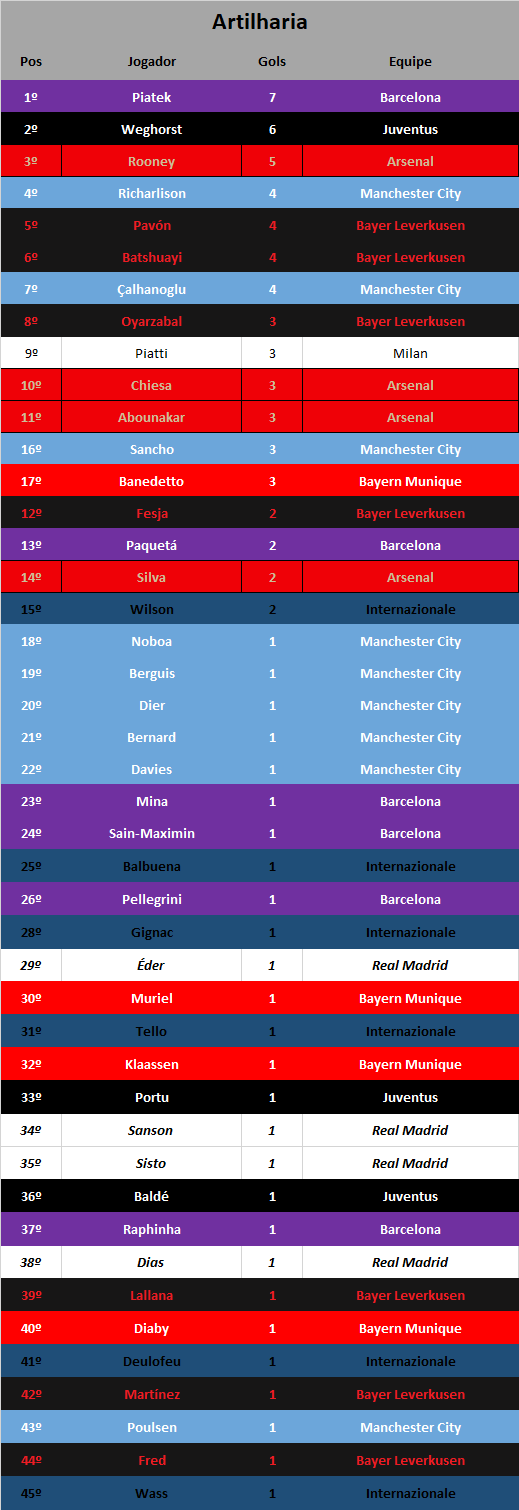 Artilharia
Pos Jogador Gols Equipe
1º Piatek 7 Barcelona
2º Weghorst 6 Juventus
3º Rooney 5 Arsenal
4º Richarlison 4 Manchester City
5º Pavón 4 Bayer Leverkusen
6º Batshuayi 4 Bayer Leverkusen
7º Çalhanoglu 4 Manchester City
8º Oyarzabal 3 Bayer Leverkusen
9º Piatti 3 Milan
10º Chiesa 3 Arsenal
11º Abounakar 3 Arsenal
16º Sancho 3 Manchester City
17º Banedetto 3 Bayern Munique
12º Fesja 2 Bayer Leverkusen
13º Paquetá 2 Barcelona
14º Silva 2 Arsenal
15º Wilson 2 Internazionale
18º Noboa 1 Manchester City
19º Berguis 1 Manchester City
20º Dier 1 Manchester City
21º Bernard 1 Manchester City
22º Davies 1 Manchester City
23º Mina 1 Barcelona
24º Sain-Maximin 1 Barcelona
25º Balbuena 1 Internazionale
26º Pellegrini 1 Barcelona
28º Gignac 1 Internazionale
29º Éder 1 Real Madrid
30º Muriel 1 Bayern Munique
31º Tello 1 Internazionale
32º Klaassen 1 Bayern Munique
33º Portu 1 Juventus
34º Sanson 1 Real Madrid
35º Sisto 1 Real Madrid
36º Baldé 1 Juventus
37º Raphinha 1 Barcelona
38º Dias 1 Real Madrid
39º Lallana 1 Bayer Leverkusen
40º Diaby 1 Bayern Munique
41º Deulofeu 1 Internazionale
42º Martínez 1 Bayer Leverkusen
43º Poulsen 1 Manchester City
44º Fred 1 Bayer Leverkusen
45º Wass 1 Internazionale